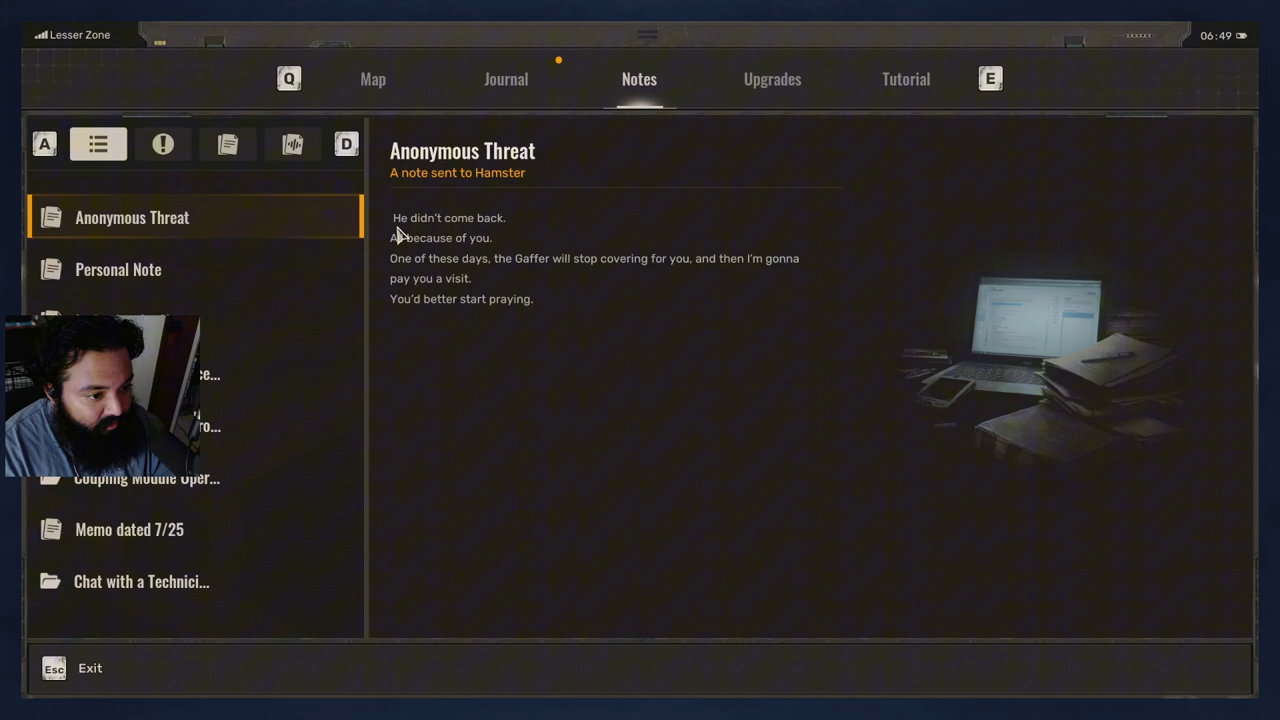 Lesser Zone
06:49
Q
Map
Journal
Notes
Upgrades
Tutorial
E
A
D
Anonymous Threat
Personal Note
ce...
ro...
Coupling Module Oper...
Memo dated 7/25
Chat with a Technici...
Anonymous Threat
A note sent to Hamster
He didn't come back.
because of you.
One of these days, the Gaffer will stop covering for you, and then I'm gonna
pay you a visit.
You'd better start praying.
Esc Exit